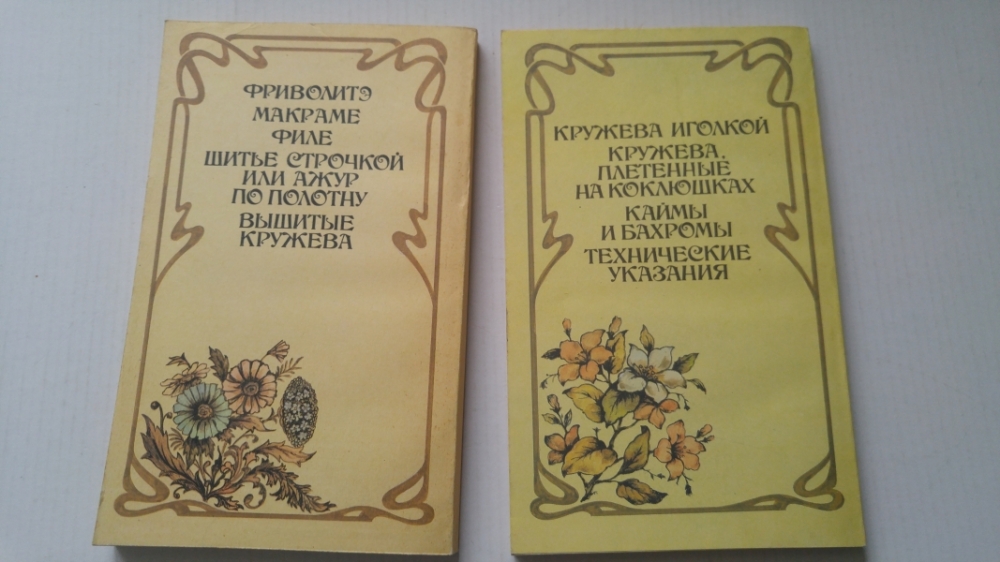 ФРИВОЛИТЭ
МАКРАМЕ
ФИЛЕ
ШИТЬЕ СТРОЧКОЙ
ИЛИ АЖУР
ПО ПОЛОТНУ
ВЫШИТЫЕ
КРУЖЕВА
КРУЖЕВА ИГОЛКОЙ
КРУЖЕВА,
ПЛЕТЕННЫЕ
НА КОКЛЮШКАХ
КАЙМЫ
И БАХРОМЫ
ТЕХНИЧЕСКИЕ
УКАЗАНИЯ